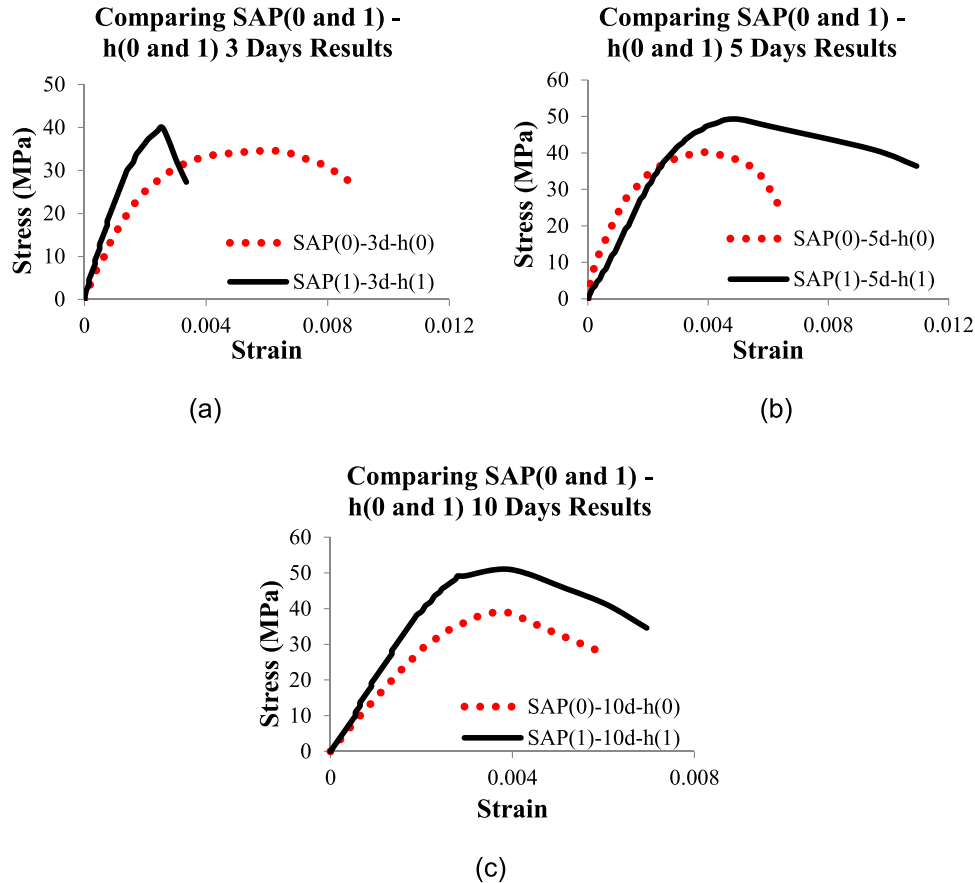 Comparing SAP(0 and 1) -
h(0 and 1) 3 Days Results
50
40
30
20
10
0
Stress (MPa)
SAP(0)-3d-h(0)
SAP(1)-3d-h(1)
0
0.004
0.008
0.012
Strain
(a)
Comparing SAP(0 and 1) -
h(0 and 1) 5 Days Results
60
50
40
30
20
10
0
Stress (MPa)
SAP(0)-5d-h(0)
SAP(1)-5d-h(1)
0
0.004
0.008
0.012
Strain
(b)
Comparing SAP(0 and 1) -
h(0 and 1) 10 Days Results
60
50
40
30
20
10
0
Stress (MPa)
SAP(0)-10d-h(0)
SAP(1)-10d-h(1)
0
0.004
0.008
Strain
(c)